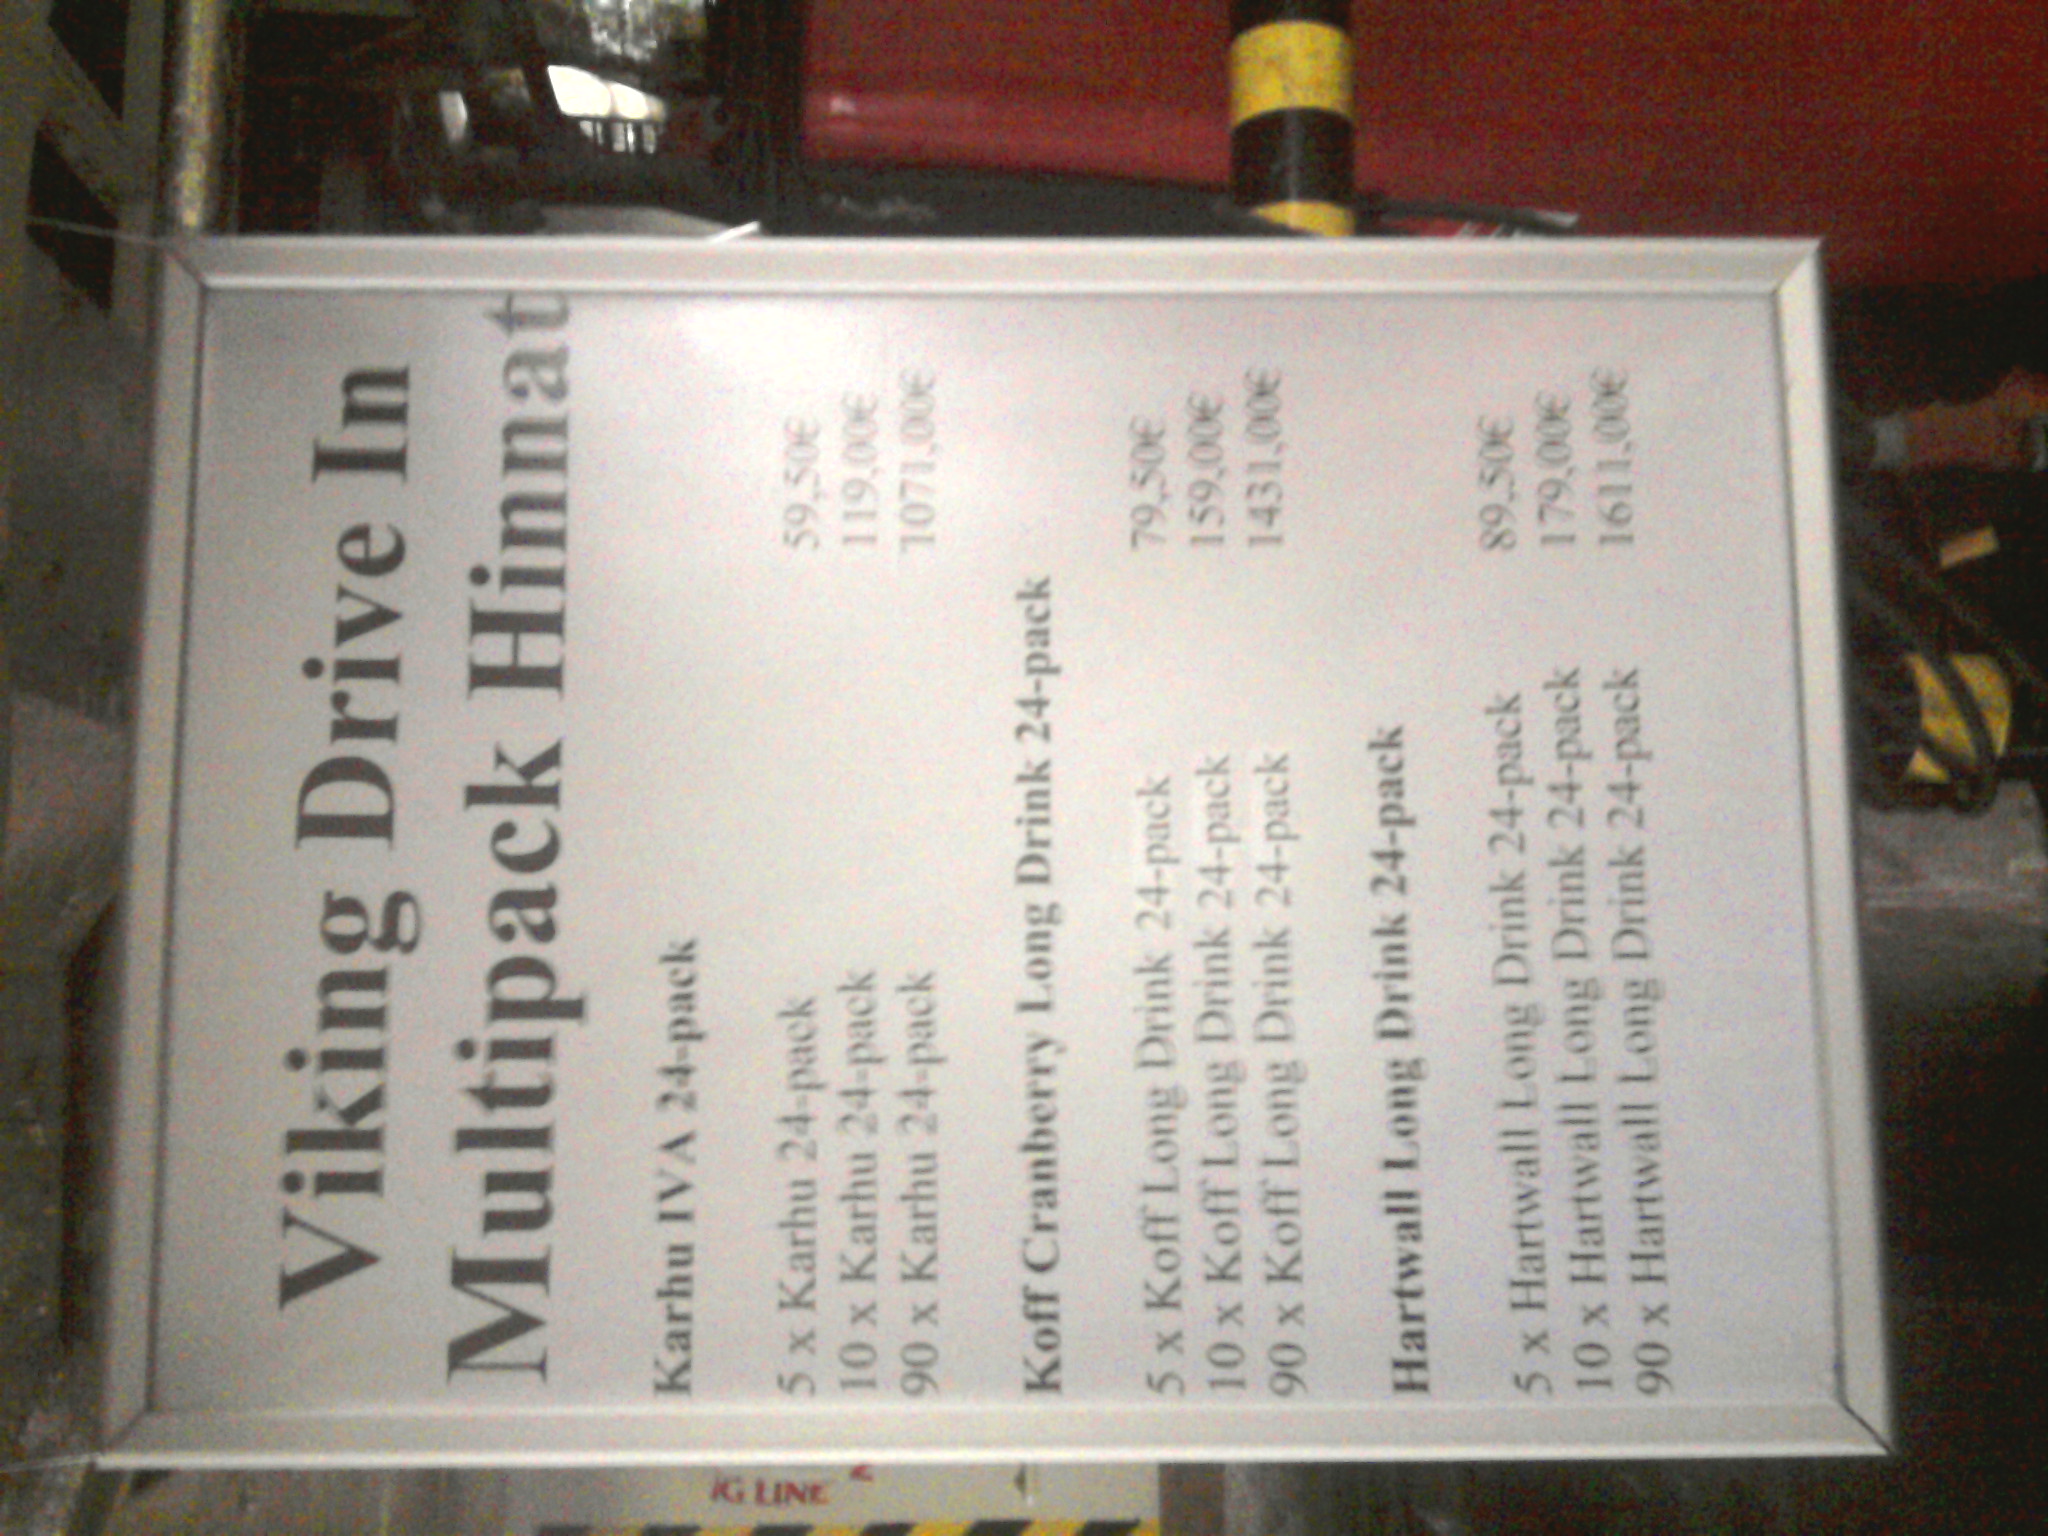 Viking Drive In
Multipack Hinnat
Karhu IVA 24-pack
5 x Karhu 24-pack 59,50€
10 x Karhu 24-pack 119,00€
90 x Karhu 24-pack 1071,00€
Koff Cranberry Long Drink 24-pack
5 x Koff Long Drink 24-pack 79,50€
10 x Koff Long Drink 24-pack 159,00€
90 x Koff Long Drink 24-pack 1431,00€
Hartwall Long Drink 24-pack
5 x Hartwall Long Drink 24-pack 89,50€
10 x Hartwall Long Drink 24-pack 179,00€
90 x Hartwall Long Drink 24-pack 1611,00€
LINE